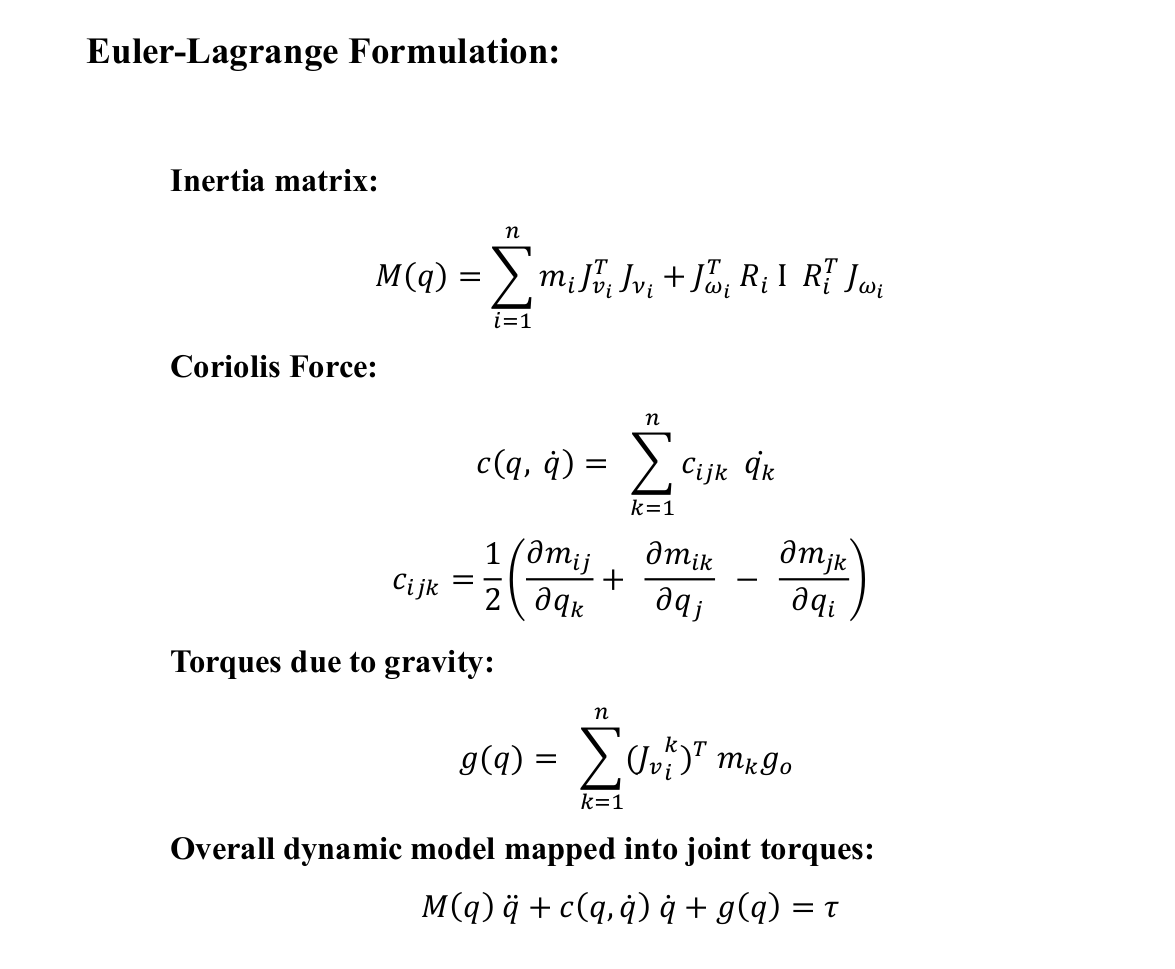 Euler-Lagrange Formulation:
Inertia matrix:
$M(q) = \sum_{i=1}^{n} m_i J_{v_i}^T J_{\nu_i} + J_{\omega_i}^T \, R_i \, \mathrm{I} \, R_i^T \, J_{\omega_i}$
Coriolis Force:
$c(q, \dot{q}) = \sum_{k=1}^{n} c_{ijk} \, \dot{q_k}$
$c_{ijk} = \frac{1}{2} \left( \frac{\partial m_{ij}}{\partial q_k} + \frac{\partial m_{ik}}{\partial q_j} - \frac{\partial m_{jk}}{\partial q_i} \right)$
Torques due to gravity:
$g(q) = \sum_{k=1}^{n} (J_{v_i}^{k})^T \, m_k g_o$
Overall dynamic model mapped into joint torques:
$M(q) \, \ddot{q} + c(q, \dot{q}) \, \dot{q} + g(q) = \tau$